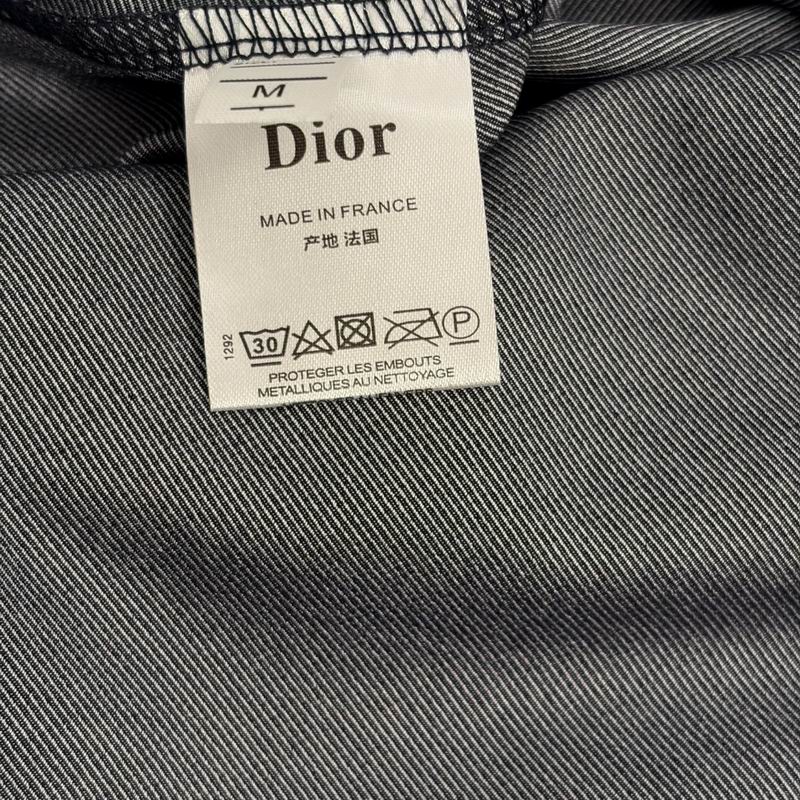 M
Dior
MADE IN FRANCE
产地 法国
1292
30
P
PROTEGER LES EMBOUTS
METALLIQUES AU NETTOYAGE